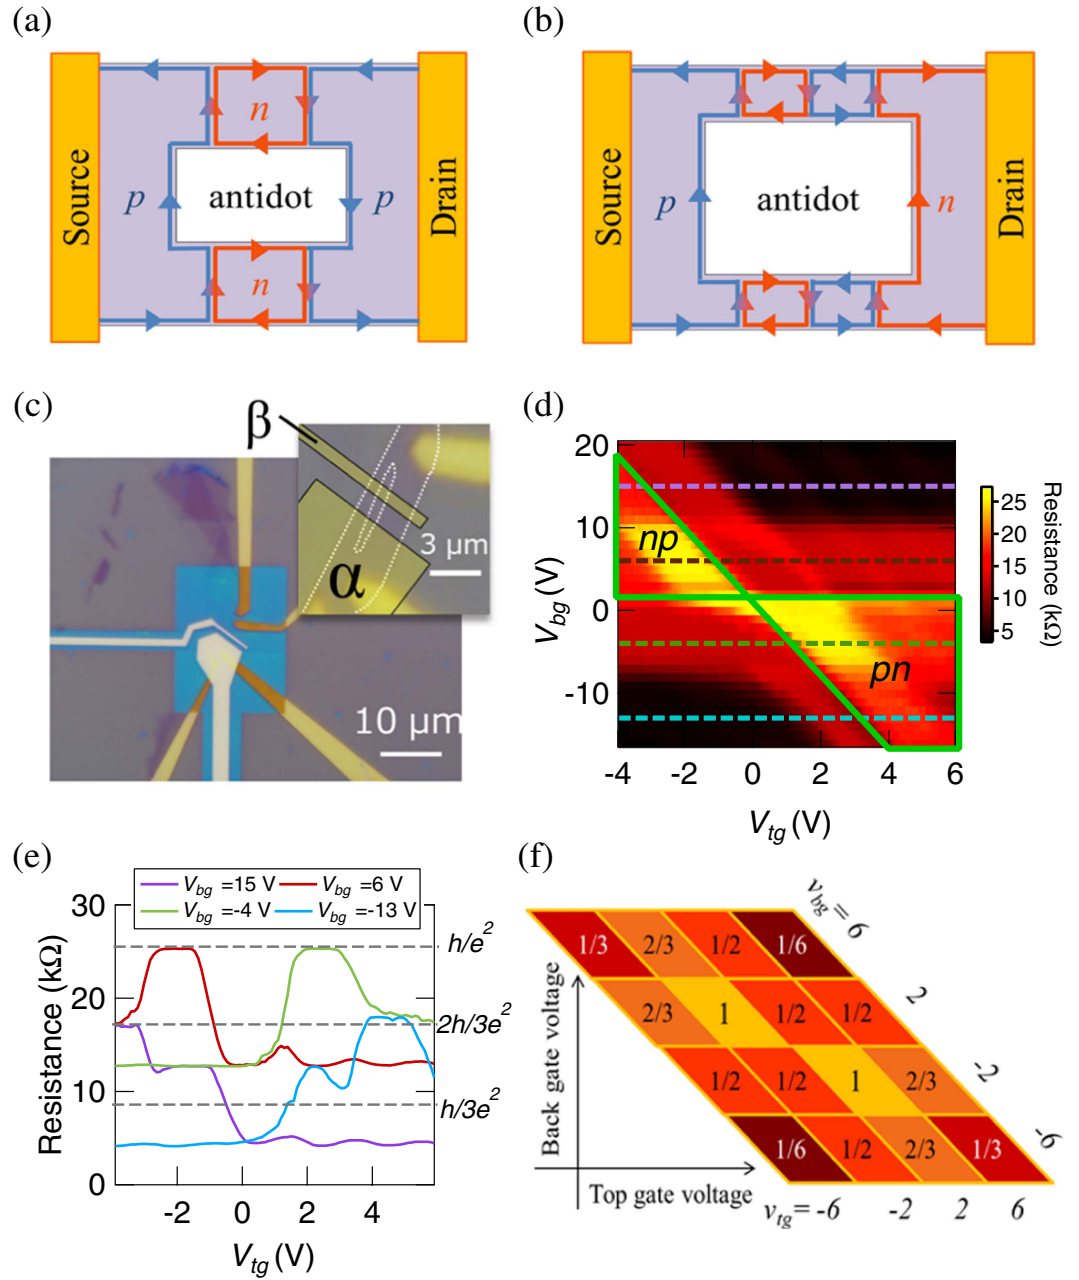 (a)
(b)
Source
p
n
antidot
n
p
Drain
Source
p
antidot
n
Drain
(c)
(d)
β
α
3 μm
10 μm
20
10
0
-10
V_bg (V)
np
pn
-4 -2 0 2 4 6
V_tg (V)
25
20
15
10
5
Resistance (kΩ)
(e)
(f)
V_bg =15 V V_bg =6 V
V_bg =-4 V V_bg =-13 V
30
20
10
0
Resistance (kΩ)
h/e²
2h/3e²
h/3e²
-2 0 2 4
V_tg (V)
1/3 2/3 1/2 1/6
2/3 1 1/2 1/2
1/2 1/2 1 2/3
1/6 1/2 2/3 1/3
ν_bg = 6
2
-2
-6
Back gate voltage
Top gate voltage
ν_tg= -6 -2 2 6